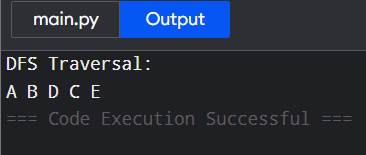 main.py Output
DFS Traversal:
A B D C E
=== Code Execution Successful ===